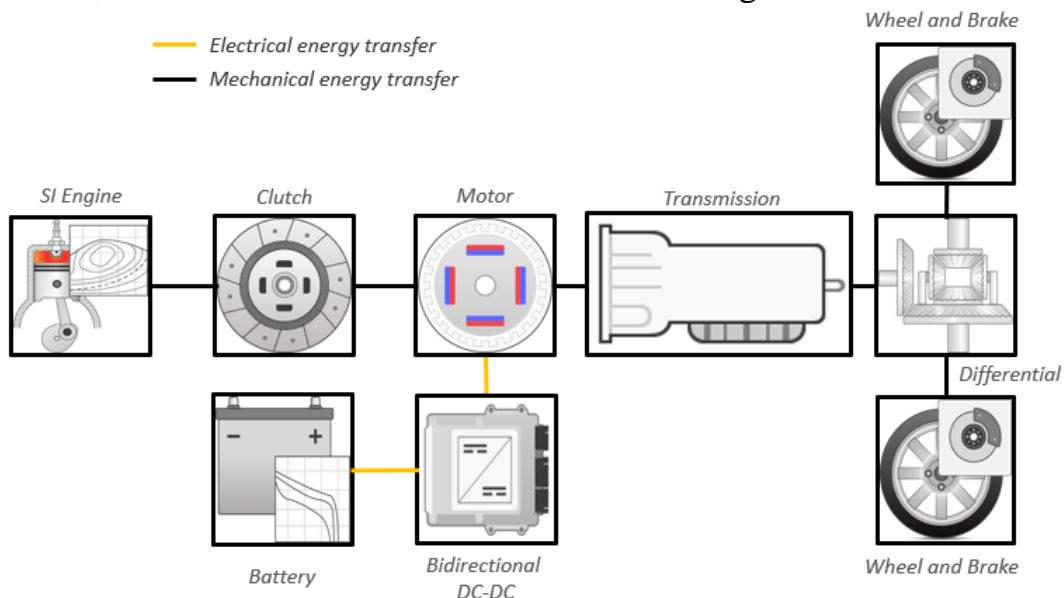 Wheel and Brake
Electrical energy transfer
Mechanical energy transfer
SI Engine
Clutch
Motor
Transmission
Differential
Battery
Bidirectional
DC-DC
Wheel and Brake